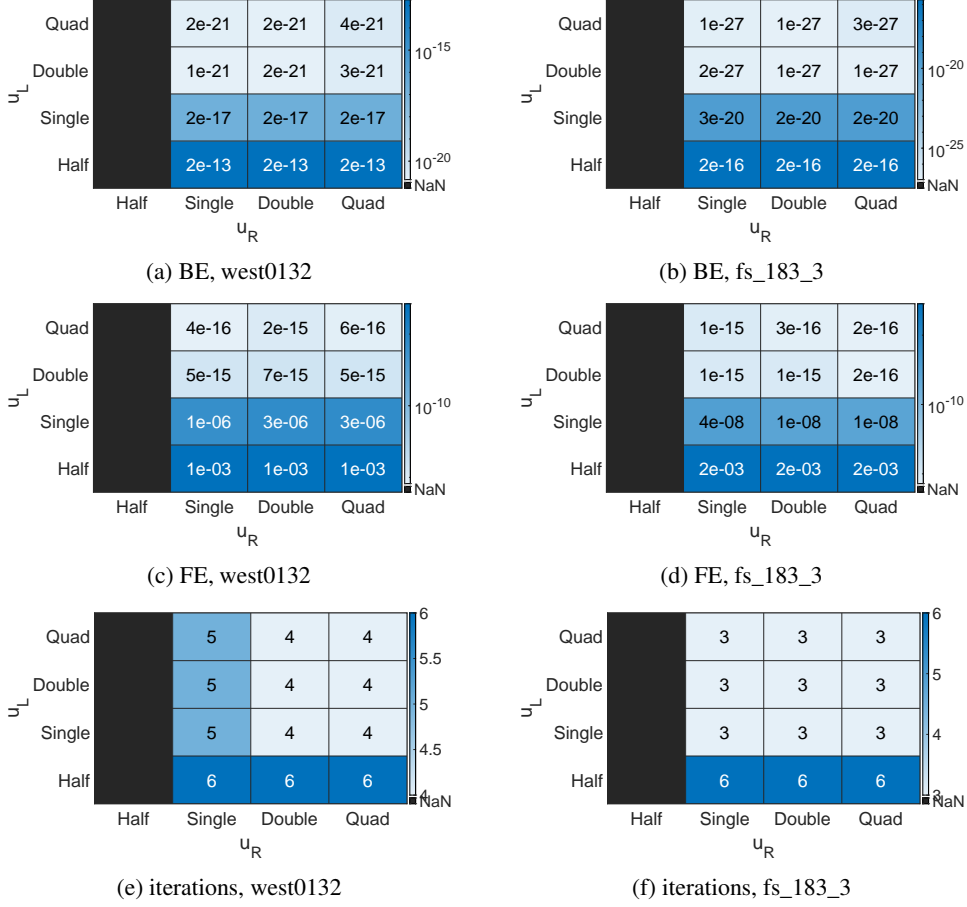 Quad 2e-21 2e-21 4e-21
Double 1e-21 2e-21 3e-21
Single 2e-17 2e-17 2e-17
Half 2e-13 2e-13 2e-13
u_L
10^-15
10^-20
NaN
Half Single Double Quad
u_R
(a) BE, west0132
Quad 1e-27 1e-27 3e-27
Double 2e-27 1e-27 1e-27
Single 3e-20 2e-20 2e-20
Half 2e-16 2e-16 2e-16
u_L
10^-20
10^-25
NaN
Half Single Double Quad
u_R
(b) BE, fs_183_3
Quad 4e-16 2e-15 6e-16
Double 5e-15 7e-15 5e-15
Single 1e-06 3e-06 3e-06
Half 1e-03 1e-03 1e-03
u_L
10^-10
NaN
Half Single Double Quad
u_R
(c) FE, west0132
Quad 1e-15 3e-16 2e-16
Double 1e-15 1e-15 2e-16
Single 4e-08 1e-08 1e-08
Half 2e-03 2e-03 2e-03
u_L
10^-10
NaN
Half Single Double Quad
u_R
(d) FE, fs_183_3
Quad 5 4 4
Double 5 4 4
Single 5 4 4
Half 6 6 6
u_L
6
5.5
5
4.5
4
NaN
Half Single Double Quad
u_R
(e) iterations, west0132
Quad 3 3 3
Double 3 3 3
Single 3 3 3
Half 6 6 6
u_L
6
5
4
3
NaN
Half Single Double Quad
u_R
(f) iterations, fs_183_3